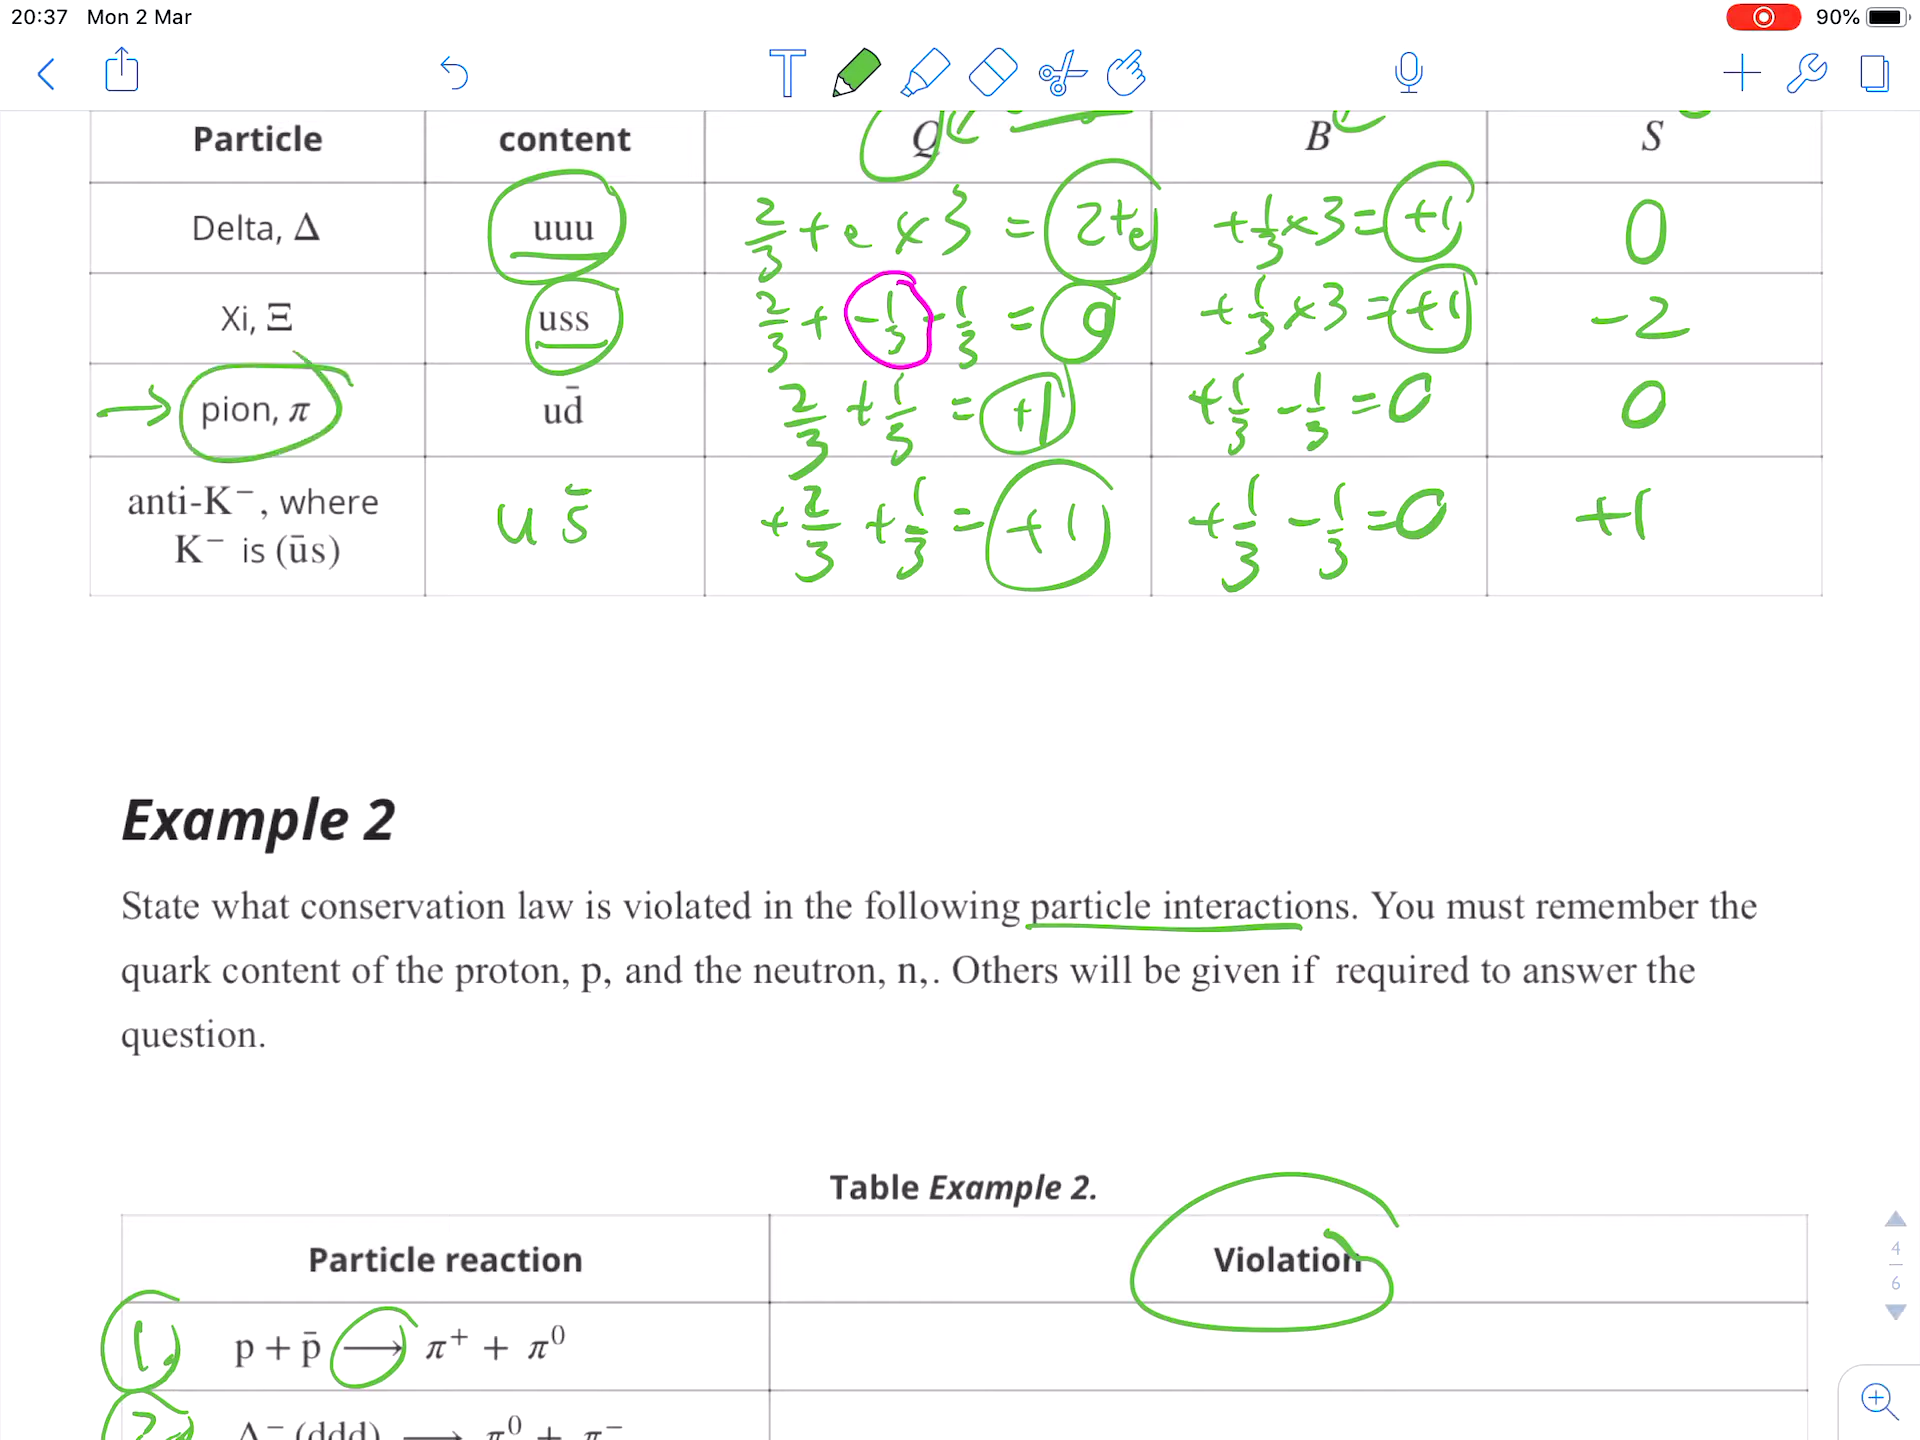 20:37 Mon 2 Mar 90%
Particle content Q B S
Delta, Δ uuu 2/3 +e × 3 = 2+e +1/3 × 3 = +1 0
Xi, Ξ uss 2/3 + -1/3 - 1/3 = 0 +1/3 × 3 = +1 -2
→ pion, π ud̄ 2/3 + 1/3 = +1 +1/3 - 1/3 = 0 0
anti-K⁻, where
K⁻ is (ūs) u s̄ +2/3 + 1/3 = +1 +1/3 - 1/3 = 0 +1
Example 2
State what conservation law is violated in the following particle interactions. You must remember the
quark content of the proton, p, and the neutron, n,. Others will be given if required to answer the
question.
Table Example 2.
Particle reaction Violation
1. p + p̄ ⟶ π⁺ + π⁰
2. Δ⁻ (ddd) ⟶ π⁰ + π⁻
4
6